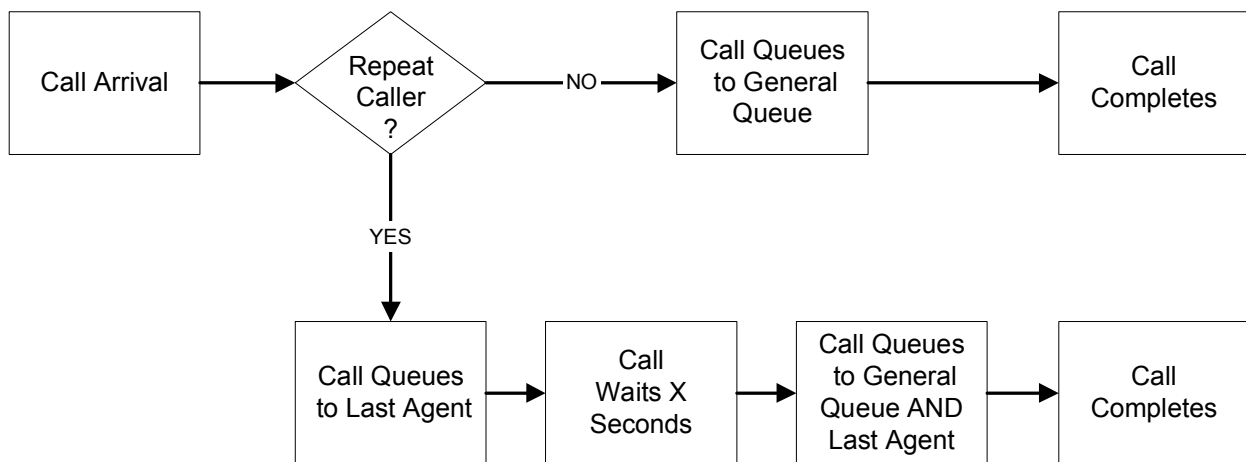 Call Arrival
Repeat
Caller
?
NO
Call Queues
to General
Queue
Call
Completes
YES
Call Queues
to Last Agent
Call
Waits X
Seconds
Call Queues
to General
Queue AND
Last Agent
Call
Completes